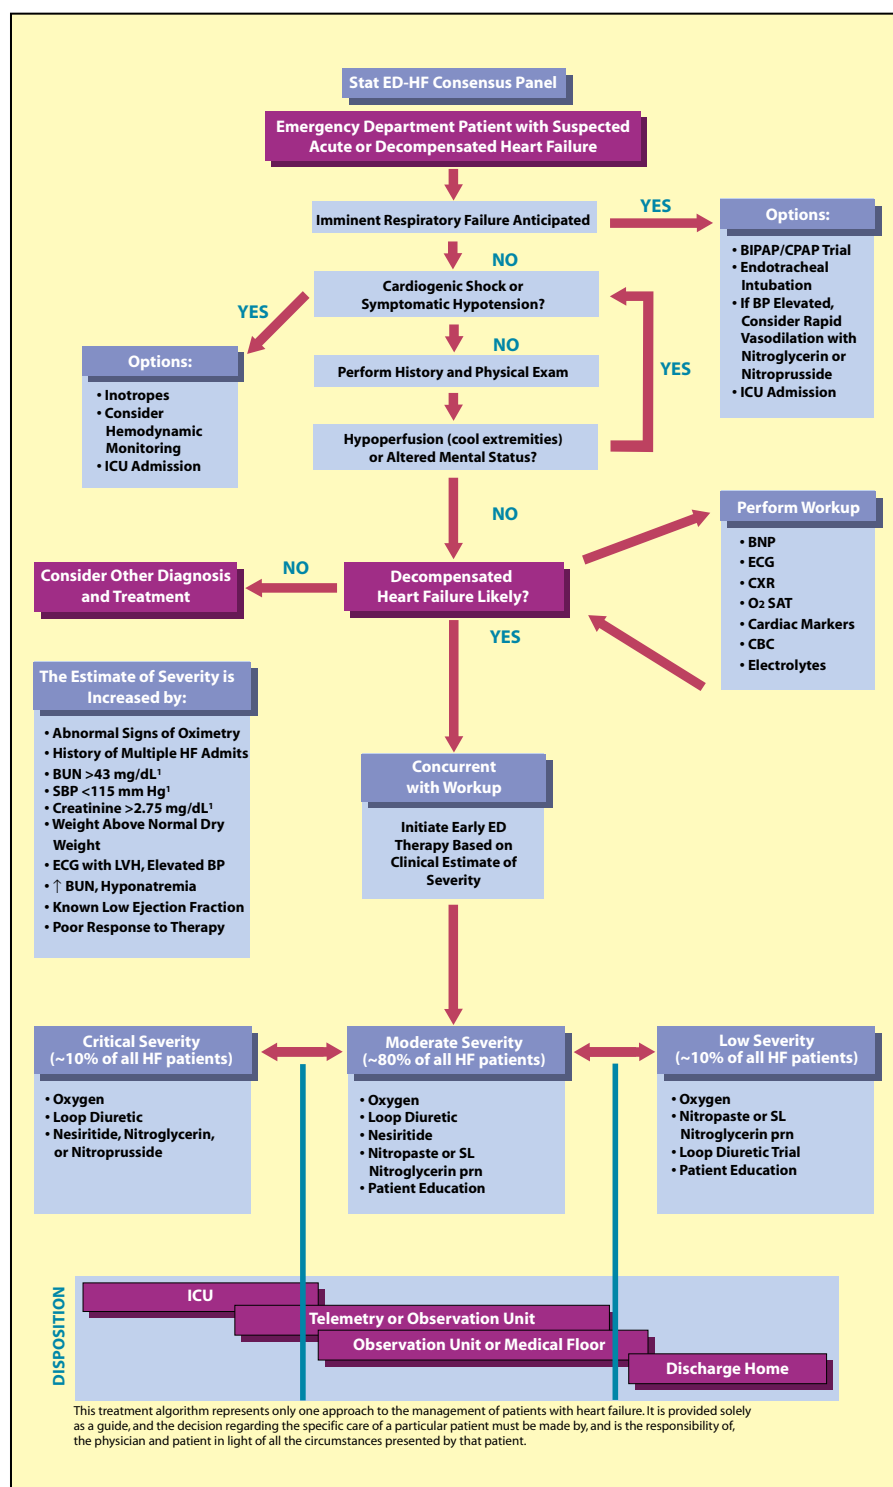 Stat ED-HF Consensus Panel
Emergency Department Patient with Suspected
Acute or Decompensated Heart Failure
Imminent Respiratory Failure Anticipated
YES
Options:
• BIPAP/CPAP Trial
• Endotracheal
Intubation
• If BP Elevated,
Consider Rapid
Vasodilation with
Nitroglycerin or
Nitroprusside
• ICU Admission
NO
Cardiogenic Shock or
Symptomatic Hypotension?
YES
Options:
• Inotropes
• Consider
Hemodynamic
Monitoring
• ICU Admission
NO
Perform History and Physical Exam
YES
Hypoperfusion (cool extremities)
or Altered Mental Status?
NO
Perform Workup
• BNP
• ECG
• CXR
• O2 SAT
• Cardiac Markers
• CBC
• Electrolytes
Decompensated
Heart Failure Likely?
NO
Consider Other Diagnosis
and Treatment
YES
The Estimate of Severity is
Increased by:
• Abnormal Signs of Oximetry
• History of Multiple HF Admits
• BUN >43 mg/dL¹
• SBP <115 mm Hg¹
• Creatinine >2.75 mg/dL¹
• Weight Above Normal Dry
Weight
• ECG with LVH, Elevated BP
• ↑ BUN, Hyponatremia
• Known Low Ejection Fraction
• Poor Response to Therapy
Concurrent
with Workup
Initiate Early ED
Therapy Based on
Clinical Estimate of
Severity
Critical Severity
(~10% of all HF patients)
• Oxygen
• Loop Diuretic
• Nesiritide, Nitroglycerin,
or Nitroprusside
Moderate Severity
(~80% of all HF patients)
• Oxygen
• Loop Diuretic
• Nesiritide
• Nitropaste or SL
Nitroglycerin prn
• Patient Education
Low Severity
(~10% of all HF patients)
• Oxygen
• Nitropaste or SL
Nitroglycerin prn
• Loop Diuretic Trial
• Patient Education
DISPOSITION
ICU
Telemetry or Observation Unit
Observation Unit or Medical Floor
Discharge Home
This treatment algorithm represents only one approach to the management of patients with heart failure. It is provided solely
as a guide, and the decision regarding the specific care of a particular patient must be made by, and is the responsibility of,
the physician and patient in light of all the circumstances presented by that patient.